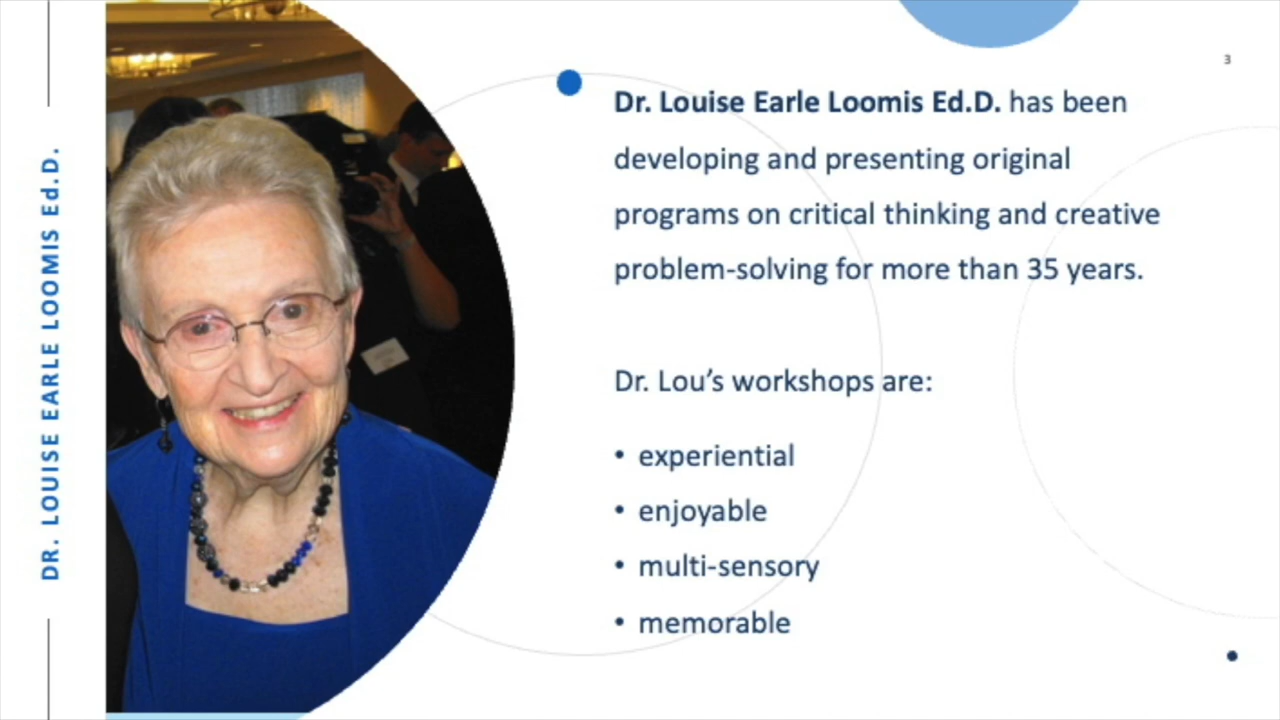 DR. LOUISE EARLE LOOMIS Ed.D.
3
Dr. Louise Earle Loomis Ed.D. has been
developing and presenting original
programs on critical thinking and creative
problem-solving for more than 35 years.
Dr. Lou’s workshops are:
• experiential
• enjoyable
• multi-sensory
• memorable